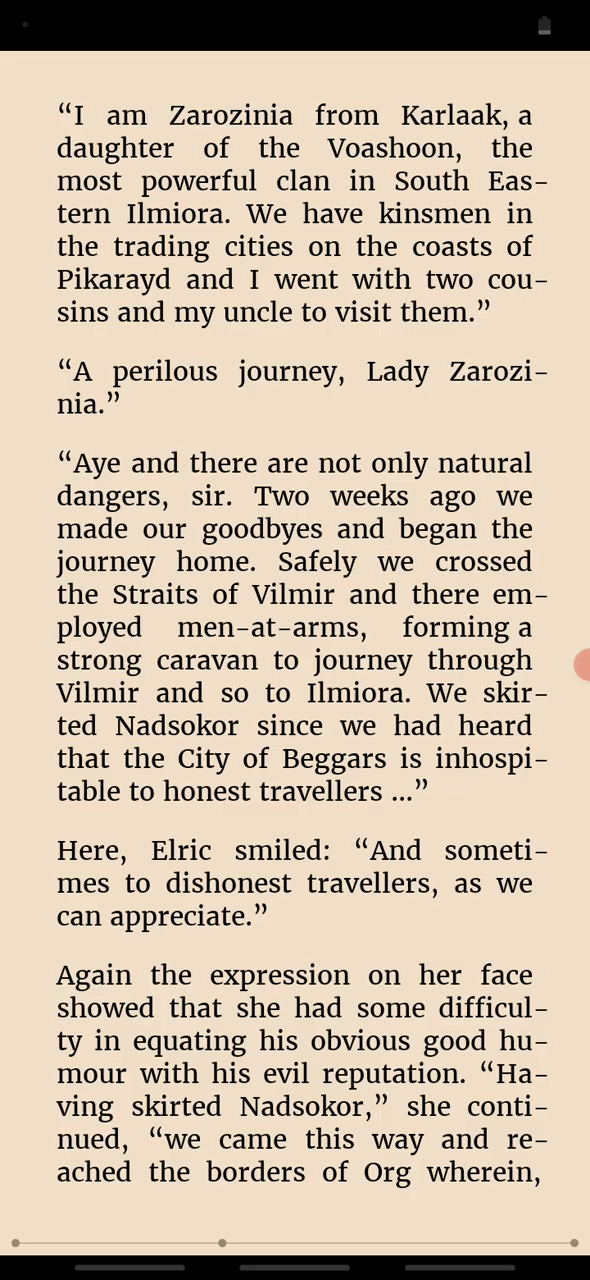 “I am Zarozinia from Karlaak, a
daughter of the Voashoon, the
most powerful clan in South Eas-
tern Ilmiora. We have kinsmen in
the trading cities on the coasts of
Pikarayd and I went with two cou-
sins and my uncle to visit them.”
“A perilous journey, Lady Zarozi-
nia.”
“Aye and there are not only natural
dangers, sir. Two weeks ago we
made our goodbyes and began the
journey home. Safely we crossed
the Straits of Vilmir and there em-
ployed men-at-arms, forming a
strong caravan to journey through
Vilmir and so to Ilmiora. We skir-
ted Nadsokor since we had heard
that the City of Beggars is inhospi-
table to honest travellers ...”
Here, Elric smiled: “And someti-
mes to dishonest travellers, as we
can appreciate.”
Again the expression on her face
showed that she had some difficul-
ty in equating his obvious good hu-
mour with his evil reputation. “Ha-
ving skirted Nadsokor,” she conti-
nued, “we came this way and re-
ached the borders of Org wherein,